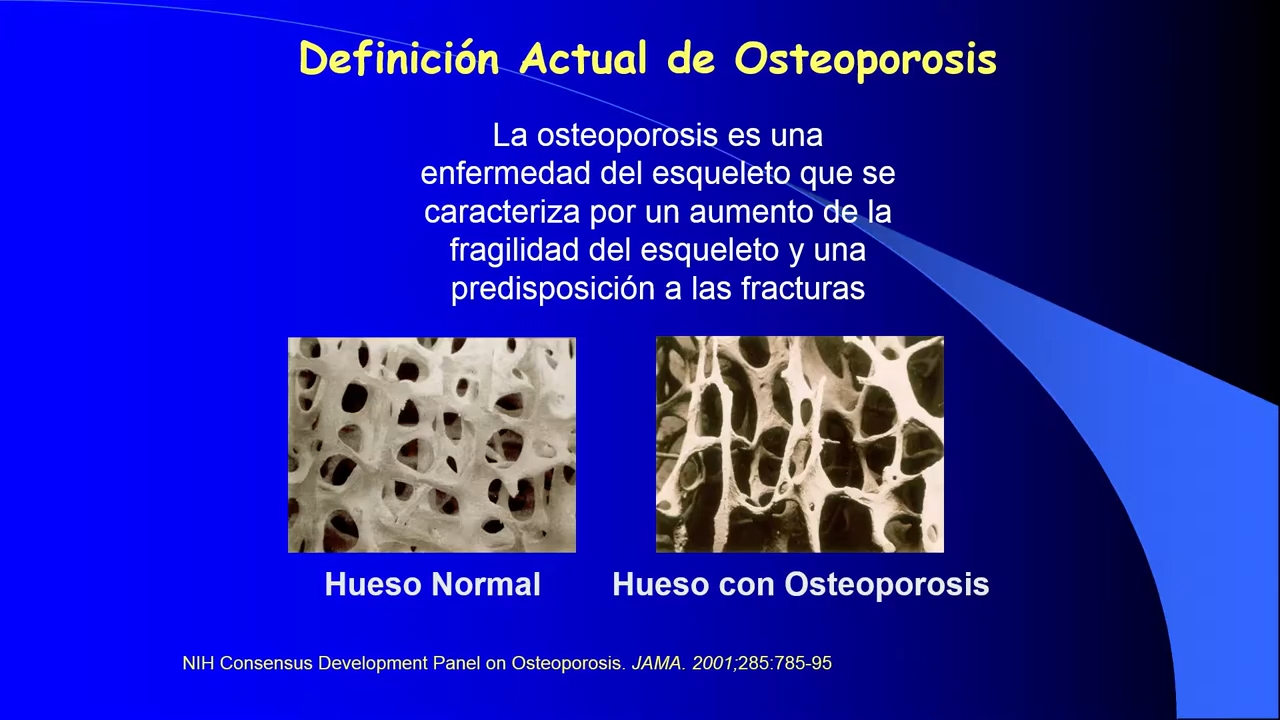 Definición Actual de Osteoporosis
La osteoporosis es una
enfermedad del esqueleto que se
caracteriza por un aumento de la
fragilidad del esqueleto y una
predisposición a las fracturas
Hueso Normal
Hueso con Osteoporosis
NIH Consensus Development Panel on Osteoporosis. JAMA. 2001;285:785-95